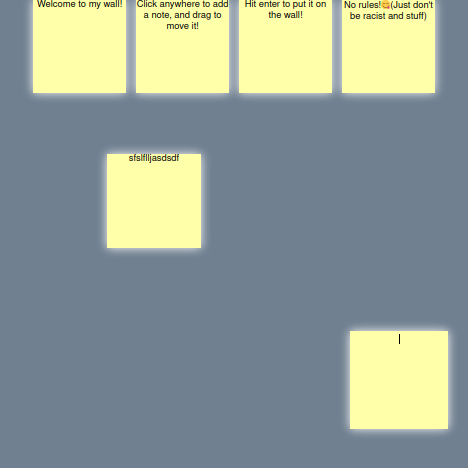 Welcome to my wall!
Click anywhere to add
a note, and drag to
move it!
Hit enter to put it on
the wall!
No rules!😋(Just don't
be racist and stuff)
sfslflljasdsdf